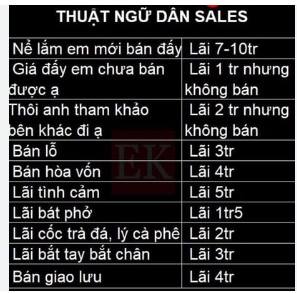 THUẬT NGỮ DÂN SALES
Nể lắm em mới bán đấy Lãi 7-10tr
Giá đấy em chưa bán Lãi 1 tr nhưng
được ạ không bán
Thôi anh tham khảo Lãi 2 tr nhưng
bên khác đi ạ không bán
Bán lỗ Lãi 3tr
Bán hòa vốn Lãi 4tr
Lãi tình cảm Lãi 5tr
Lãi bát phở Lãi 1tr5
Lãi cốc trà đá, lý cà phê Lãi 2tr
Lãi bắt tay bắt chân Lãi 3tr
Bán giao lưu Lãi 4tr
EK